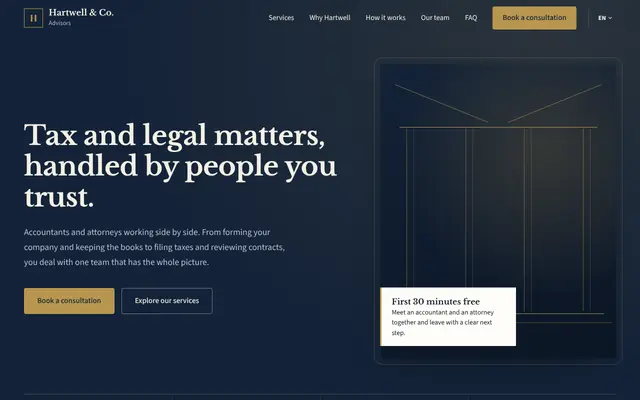 H
Hartwell & Co.
Advisors
Services
Why Hartwell
How it works
Our team
FAQ
Book a consultation
EN
Tax and legal matters,
handled by people you
trust.
Accountants and attorneys working side by side. From forming your
company and keeping the books to filing taxes and reviewing contracts,
you deal with one team that has the whole picture.
Book a consultation
Explore our services
First 30 minutes free
Meet an accountant and an attorney
together and leave with a clear next
step.